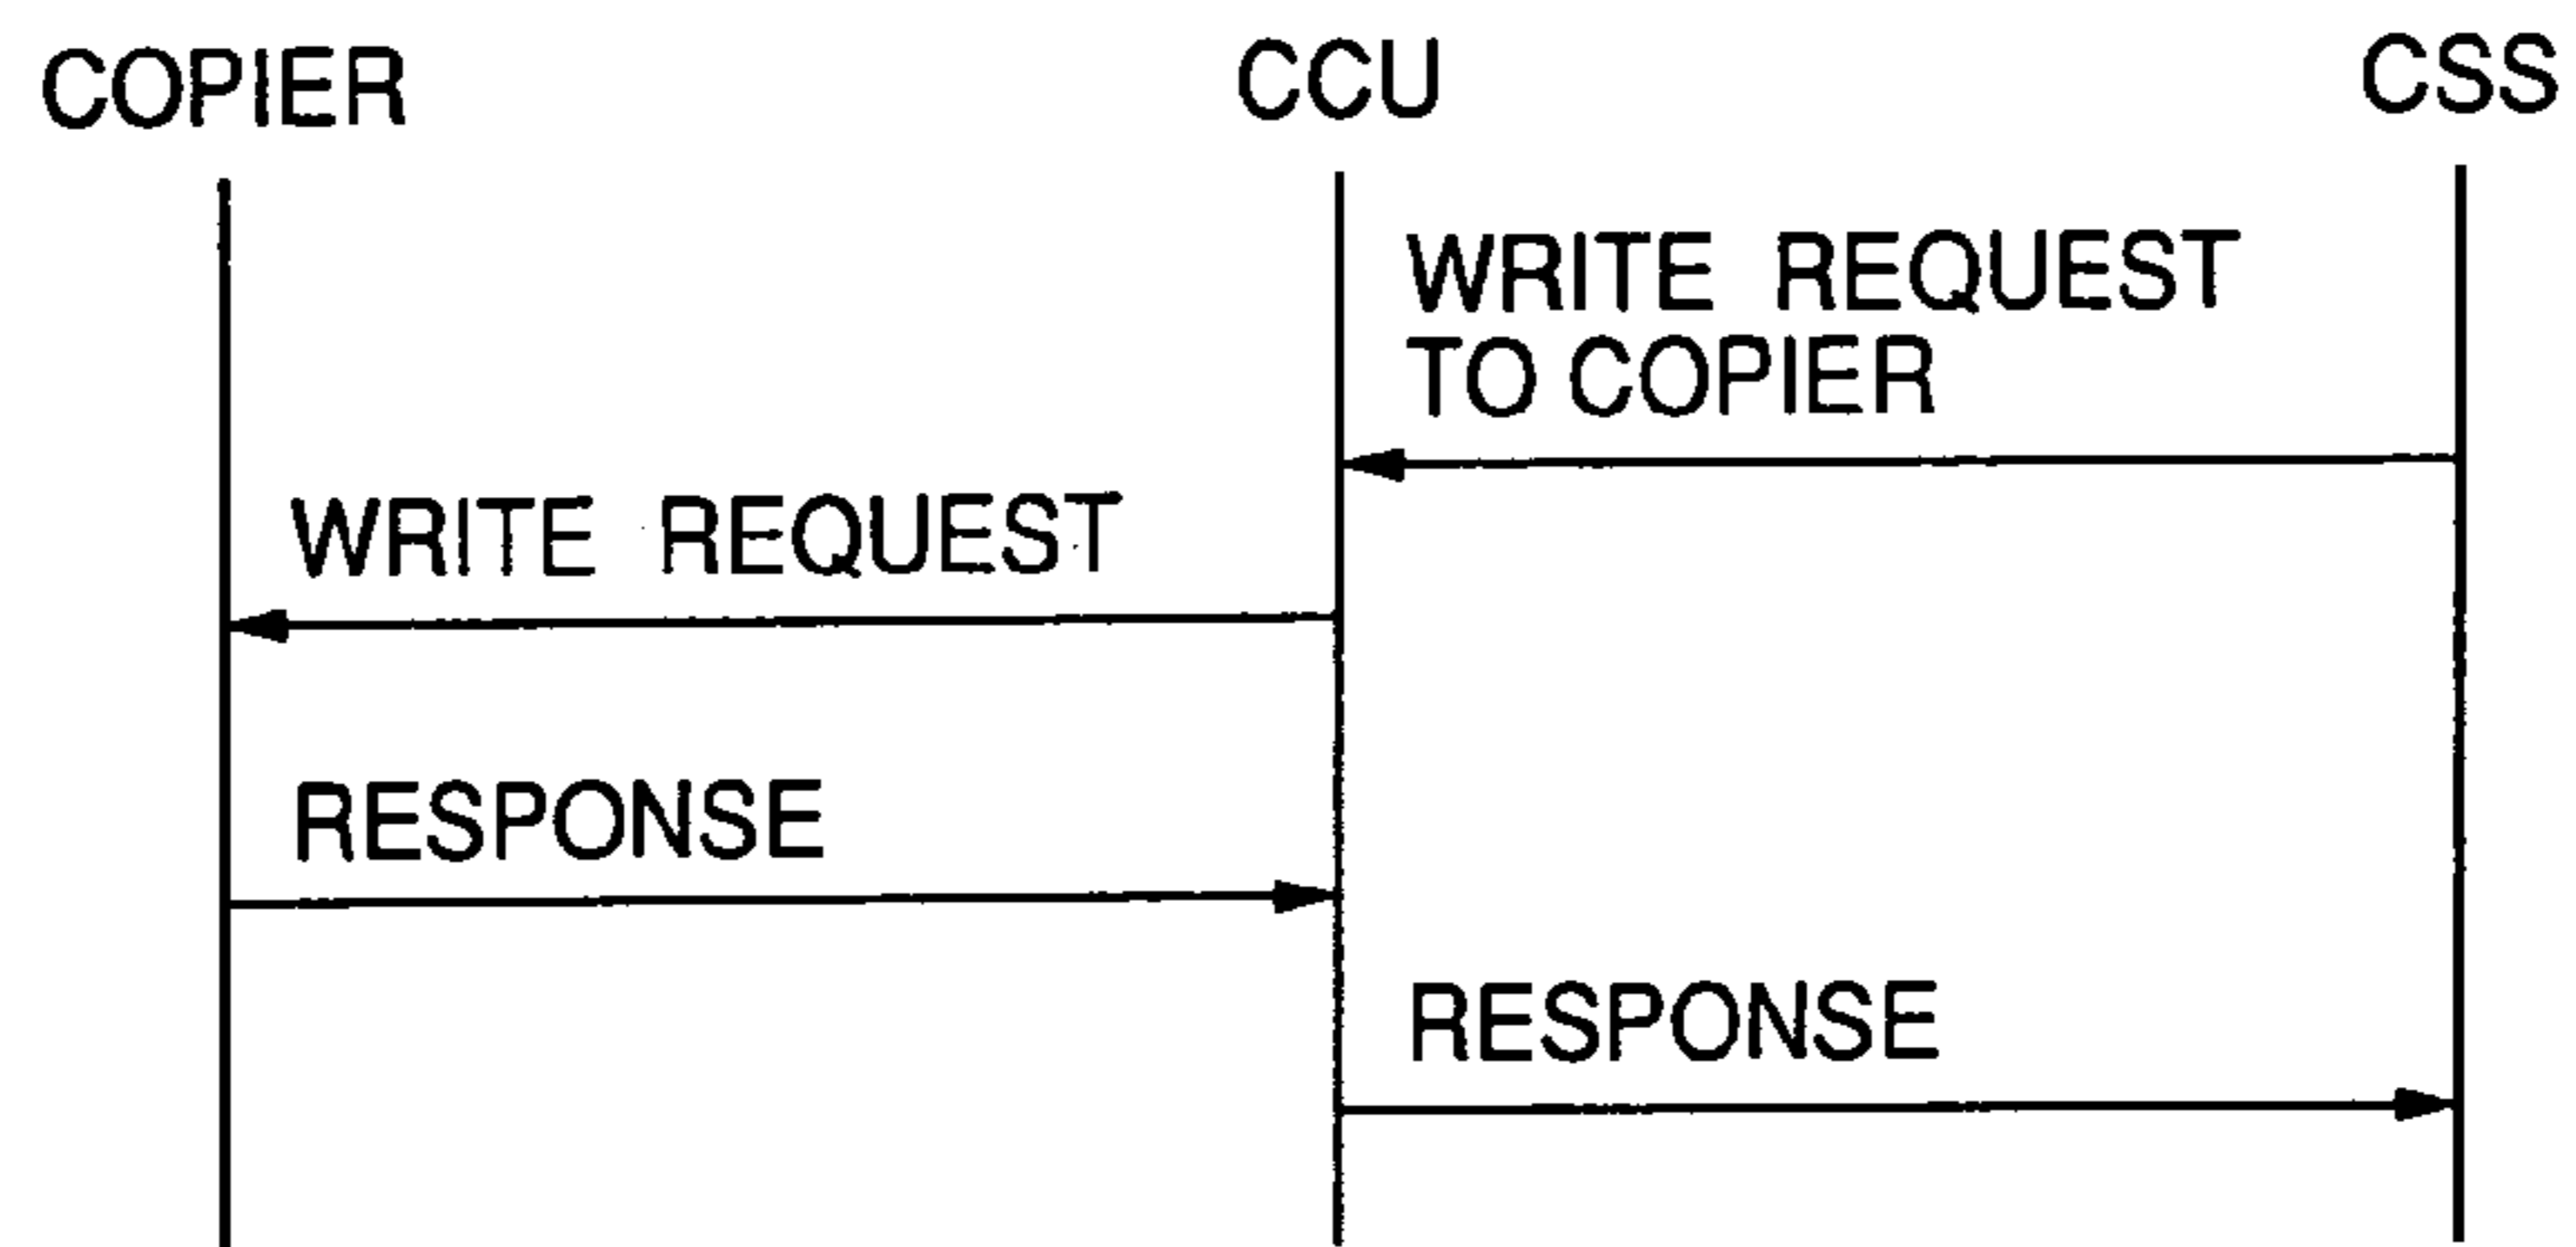 COPIER CCU CSS
WRITE REQUEST
TO COPIER
WRITE REQUEST
RESPONSE
RESPONSE